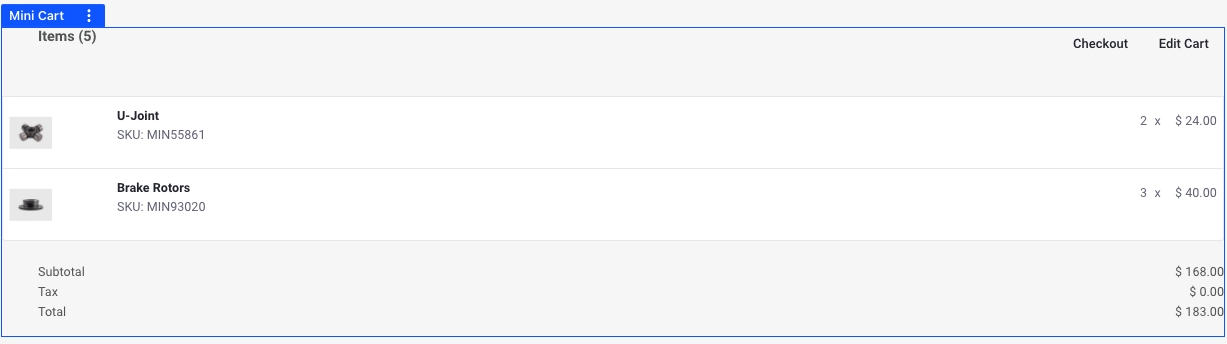 Mini Cart
Items (5)
Checkout Edit Cart
U-Joint
SKU: MIN55861
2 x $ 24.00
Brake Rotors
SKU: MIN93020
3 x $ 40.00
Subtotal $ 168.00
Tax $ 0.00
Total $ 183.00